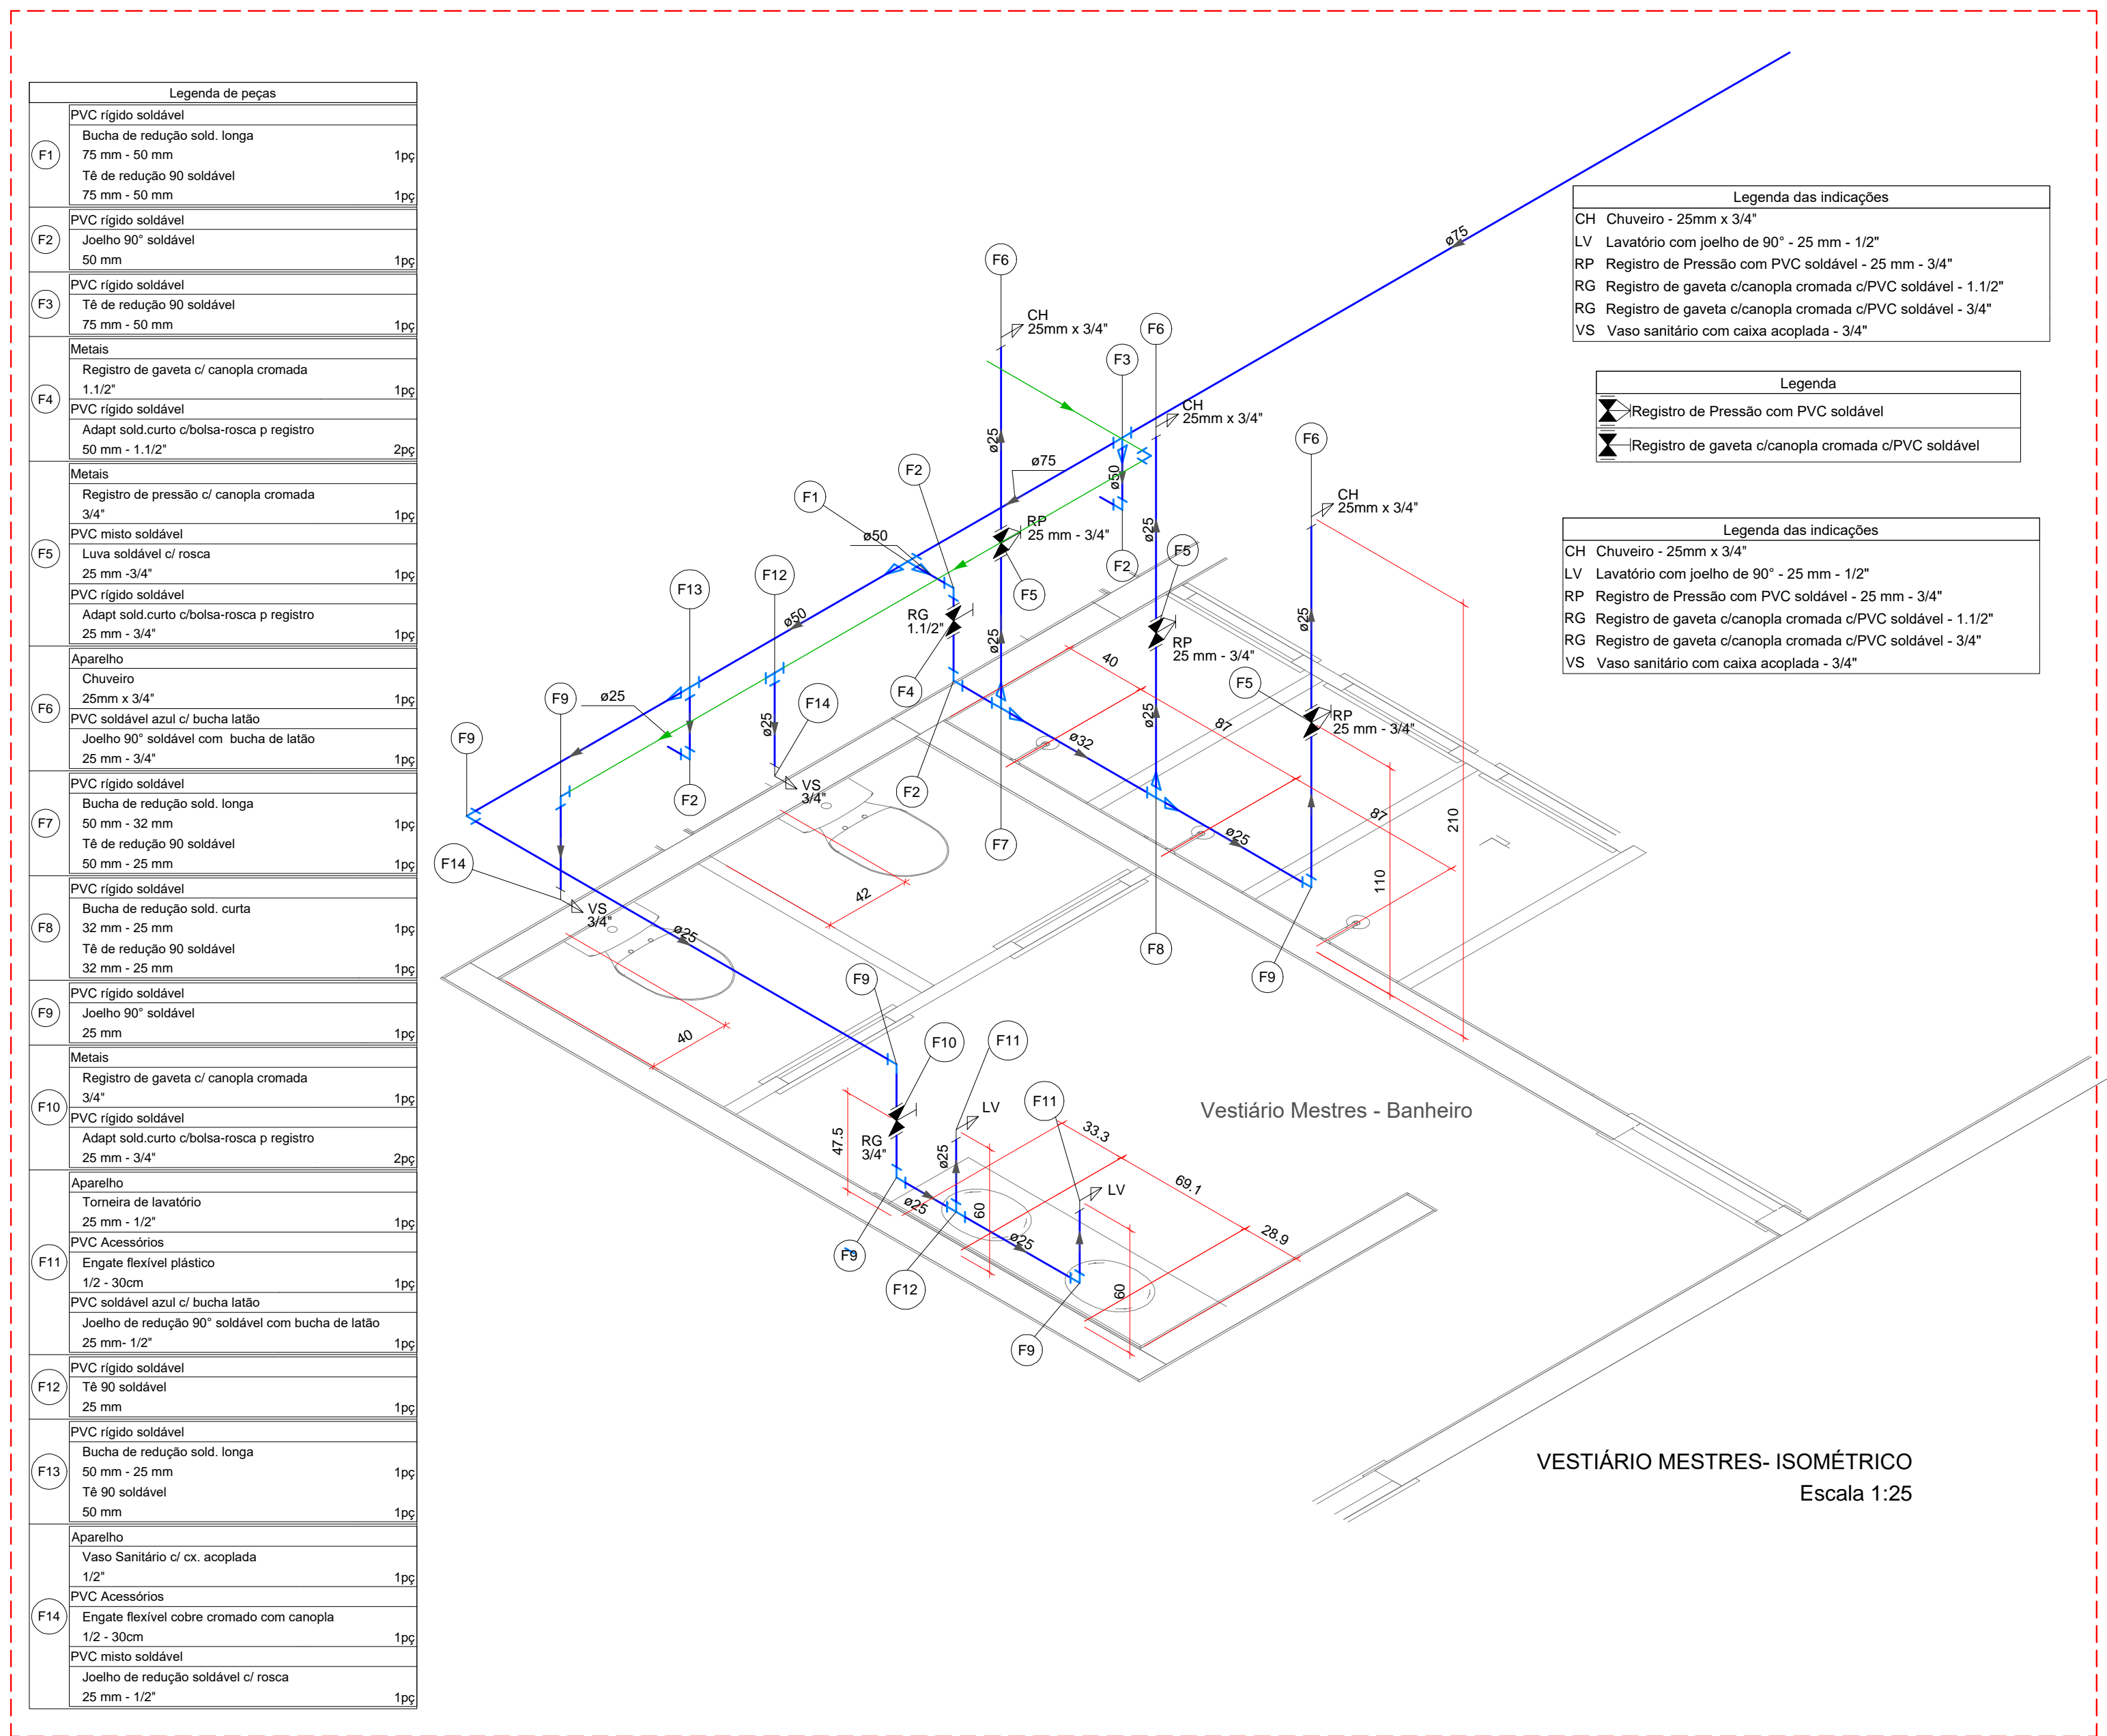 Legenda de peças
F1
PVC rígido soldável
Bucha de redução sold. longa
75 mm - 50 mm 1pç
Tê de redução 90 soldável
75 mm - 50 mm 1pç
F2
PVC rígido soldável
Joelho 90° soldável
50 mm 1pç
F3
PVC rígido soldável
Tê de redução 90 soldável
75 mm - 50 mm 1pç
F4
Metais
Registro de gaveta c/ canopla cromada
1.1/2" 1pç
PVC rígido soldável
Adapt sold.curto c/bolsa-rosca p registro
50 mm - 1.1/2" 2pç
F5
Metais
Registro de pressão c/ canopla cromada
3/4" 1pç
PVC misto soldável
Luva soldável c/ rosca
25 mm -3/4" 1pç
PVC rígido soldável
Adapt sold.curto c/bolsa-rosca p registro
25 mm - 3/4" 1pç
F6
Aparelho
Chuveiro
25mm x 3/4" 1pç
PVC soldável azul c/ bucha latão
Joelho 90° soldável com bucha de latão
25 mm - 3/4" 1pç
F7
PVC rígido soldável
Bucha de redução sold. longa
50 mm - 32 mm 1pç
Tê de redução 90 soldável
50 mm - 25 mm 1pç
F8
PVC rígido soldável
Bucha de redução sold. curta
32 mm - 25 mm 1pç
Tê de redução 90 soldável
32 mm - 25 mm 1pç
F9
PVC rígido soldável
Joelho 90° soldável
25 mm 1pç
F10
Metais
Registro de gaveta c/ canopla cromada
3/4" 1pç
PVC rígido soldável
Adapt sold.curto c/bolsa-rosca p registro
25 mm - 3/4" 2pç
F11
Aparelho
Torneira de lavatório
25 mm - 1/2" 1pç
PVC Acessórios
Engate flexível plástico
1/2 - 30cm 1pç
PVC soldável azul c/ bucha latão
Joelho de redução 90° soldável com bucha de latão
25 mm- 1/2" 1pç
F12
PVC rígido soldável
Tê 90 soldável
25 mm 1pç
F13
PVC rígido soldável
Bucha de redução sold. longa
50 mm - 25 mm 1pç
Tê 90 soldável
50 mm 1pç
F14
Aparelho
Vaso Sanitário c/ cx. acoplada
1/2" 1pç
PVC Acessórios
Engate flexível cobre cromado com canopla
1/2 - 30cm 1pç
PVC misto soldável
Joelho de redução soldável c/ rosca
25 mm - 1/2" 1pç
Legenda das indicações
CH Chuveiro - 25mm x 3/4"
LV Lavatório com joelho de 90° - 25 mm - 1/2"
RP Registro de Pressão com PVC soldável - 25 mm - 3/4"
RG Registro de gaveta c/canopla cromada c/PVC soldável - 1.1/2"
RG Registro de gaveta c/canopla cromada c/PVC soldável - 3/4"
VS Vaso sanitário com caixa acoplada - 3/4"
Legenda
Registro de Pressão com PVC soldável
Registro de gaveta c/canopla cromada c/PVC soldável
Legenda das indicações
CH Chuveiro - 25mm x 3/4"
LV Lavatório com joelho de 90° - 25 mm - 1/2"
RP Registro de Pressão com PVC soldável - 25 mm - 3/4"
RG Registro de gaveta c/canopla cromada c/PVC soldável - 1.1/2"
RG Registro de gaveta c/canopla cromada c/PVC soldável - 3/4"
VS Vaso sanitário com caixa acoplada - 3/4"
ø75
F6
CH
25mm x 3/4"
F6
F3
CH
25mm x 3/4"
F6
ø25
ø75
ø50
F2
F1
CH
25mm x 3/4"
RP
25 mm - 3/4"
ø50
ø25
F5
F2
F12
F13
F5
RG
1.1/2"
ø50
ø25
ø25
RP
25 mm - 3/4"
40
F5
F4
F9
ø25
F14
ø25
ø25
RP
25 mm - 3/4"
87
F9
ø32
VS
3/4"
F2
F2
87
210
ø25
F7
F14
110
42
VS
3/4"
ø25
F8
F9
F9
40
F10
F11
F11
LV
47.5
RG
3/4"
ø25
Vestiário Mestres - Banheiro
33.3
69.1
LV
ø25
60
28.9
ø25
F9
F12
60
F9
VESTIÁRIO MESTRES- ISOMÉTRICO
Escala 1:25